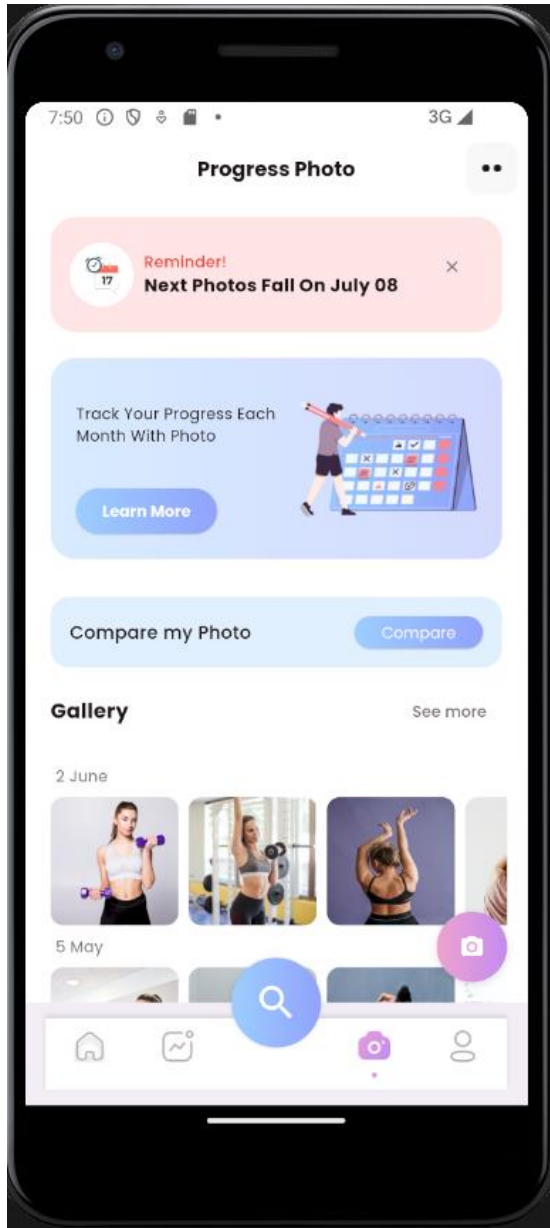 7:50
3G
Progress Photo
17
Reminder!
Next Photos Fall On July 08
Track Your Progress Each
Month With Photo
Learn More
Compare my Photo
Compare
Gallery
See more
2 June
5 May